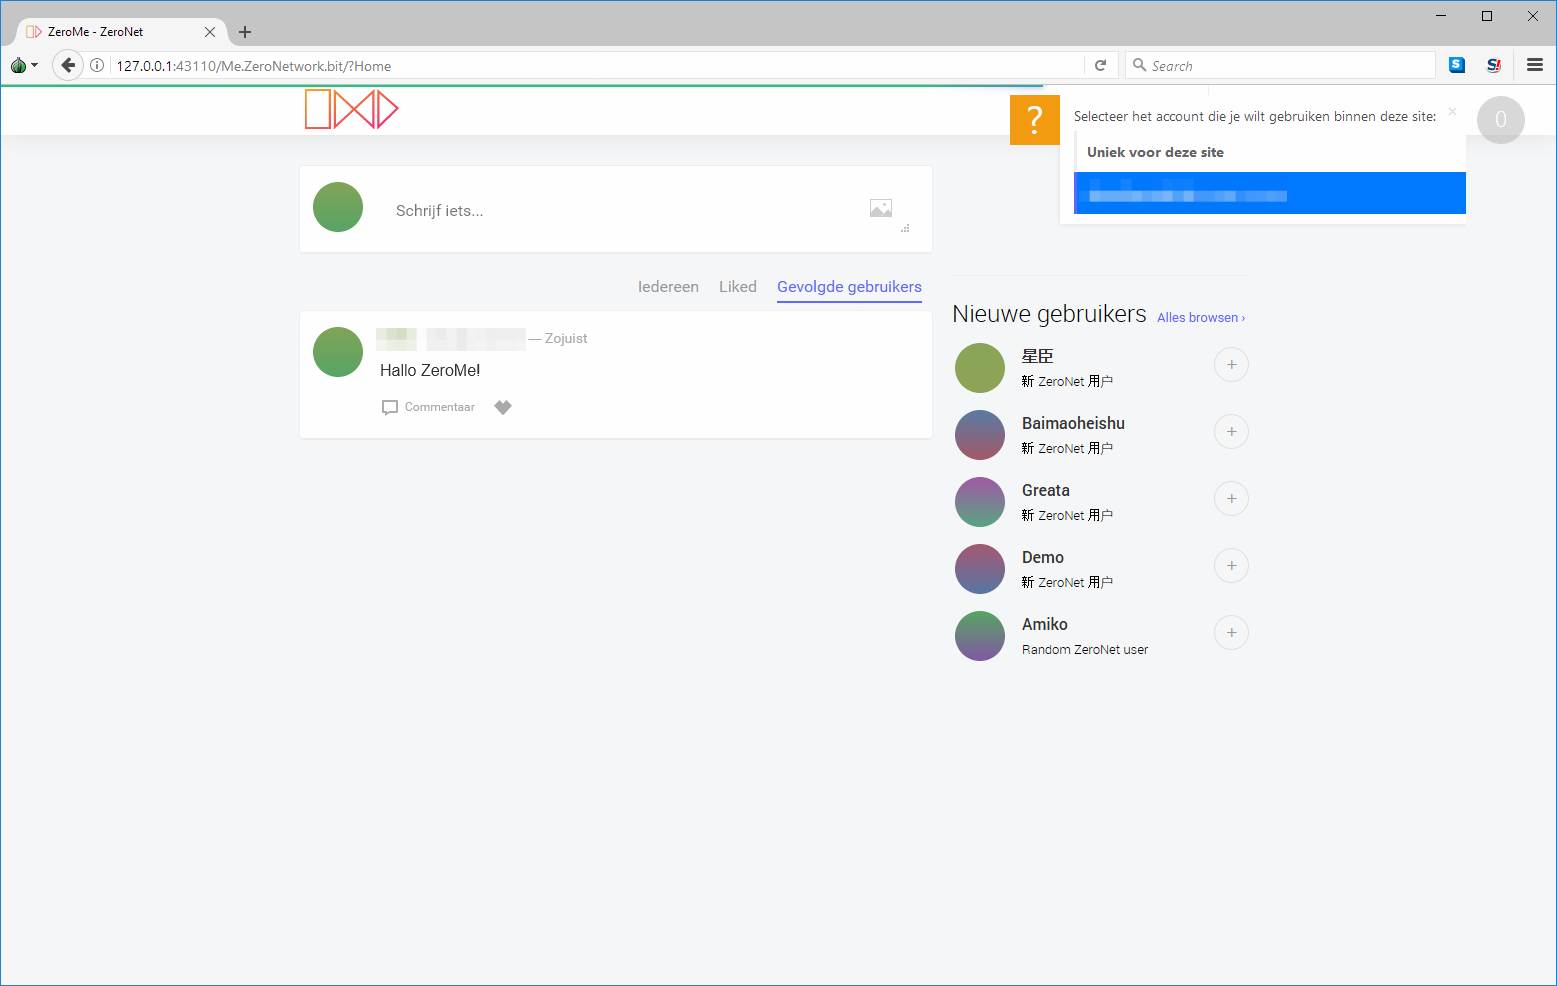 ZeroMe - ZeroNet
127.0.0.1:43110/Me.ZeroNetwork.bit/?Home
Search
?
Selecteer het account die je wilt gebruiken binnen deze site:
Uniek voor deze site
0
Schrijf iets...
Iedereen
Liked
Gevolgde gebruikers
— Zojuist
Hallo ZeroMe!
Commentaar
Nieuwe gebruikers
Alles browsen ›
星臣
新 ZeroNet 用户
Baimaoheishu
新 ZeroNet 用户
Greata
新 ZeroNet 用户
Demo
新 ZeroNet 用户
Amiko
Random ZeroNet user